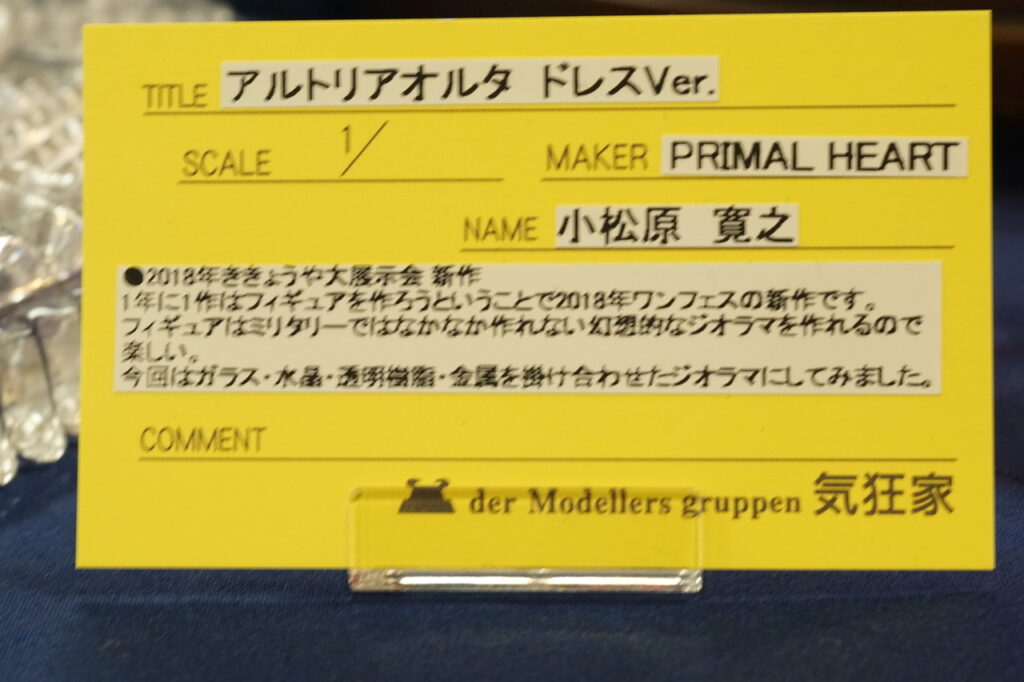 TITLE アルトリアオルタ ドレスVer.
SCALE 1/ MAKER PRIMAL HEART
NAME 小松原 寛之
●2018年ききょうや大展示会 新作
1年に1作はフィギュアを作ろうということで2018年ワンフェスの新作です。
フィギュアはミリタリーではなかなか作れない幻想的なジオラマを作れるので
楽しい。
今回はガラス・水晶・透明樹脂・金属を掛け合わせたジオラマにしてみました。
COMMENT
der Modellers gruppen 気狂家